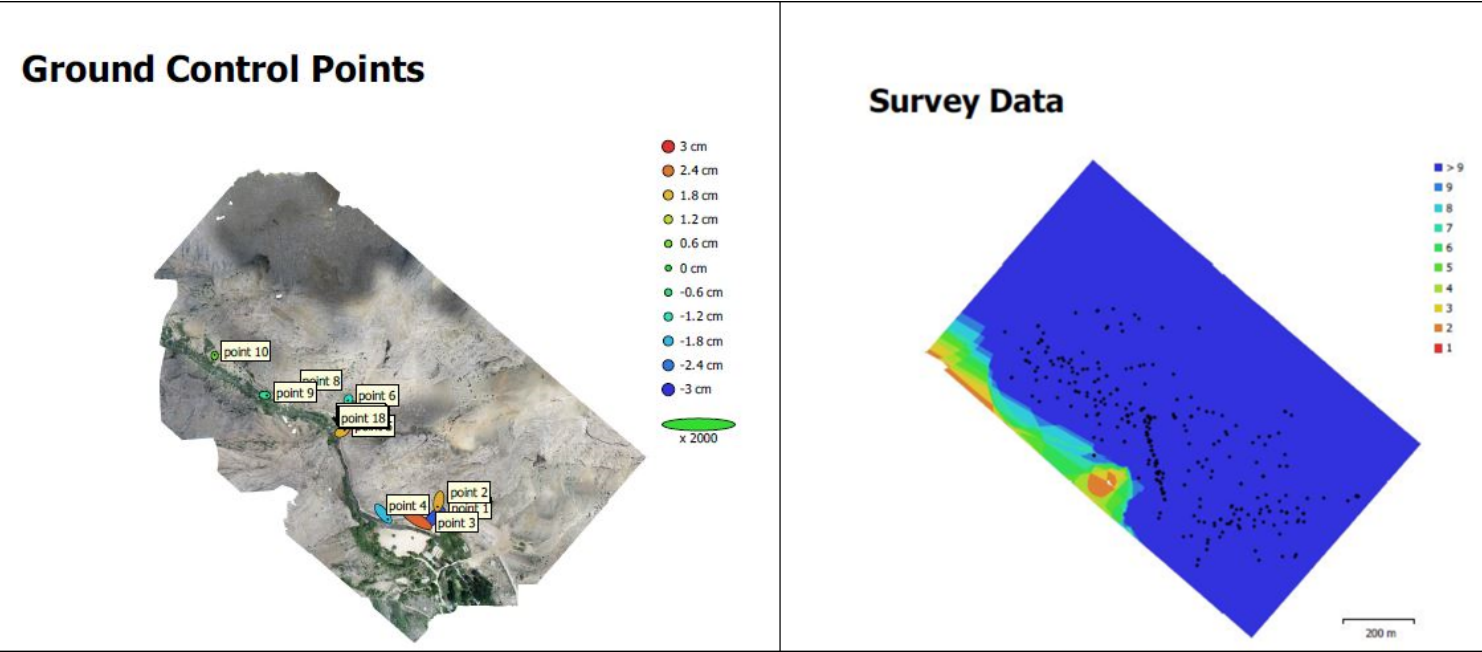 Ground Control Points
3 cm
2.4 cm
1.8 cm
1.2 cm
0.6 cm
0 cm
-0.6 cm
-1.2 cm
-1.8 cm
-2.4 cm
-3 cm
x 2000
point 10
point 8
point 9
point 6
point 18
point 2
point 4
point 1
point 3
Survey Data
> 9
9
8
7
6
5
4
3
2
1
200 m